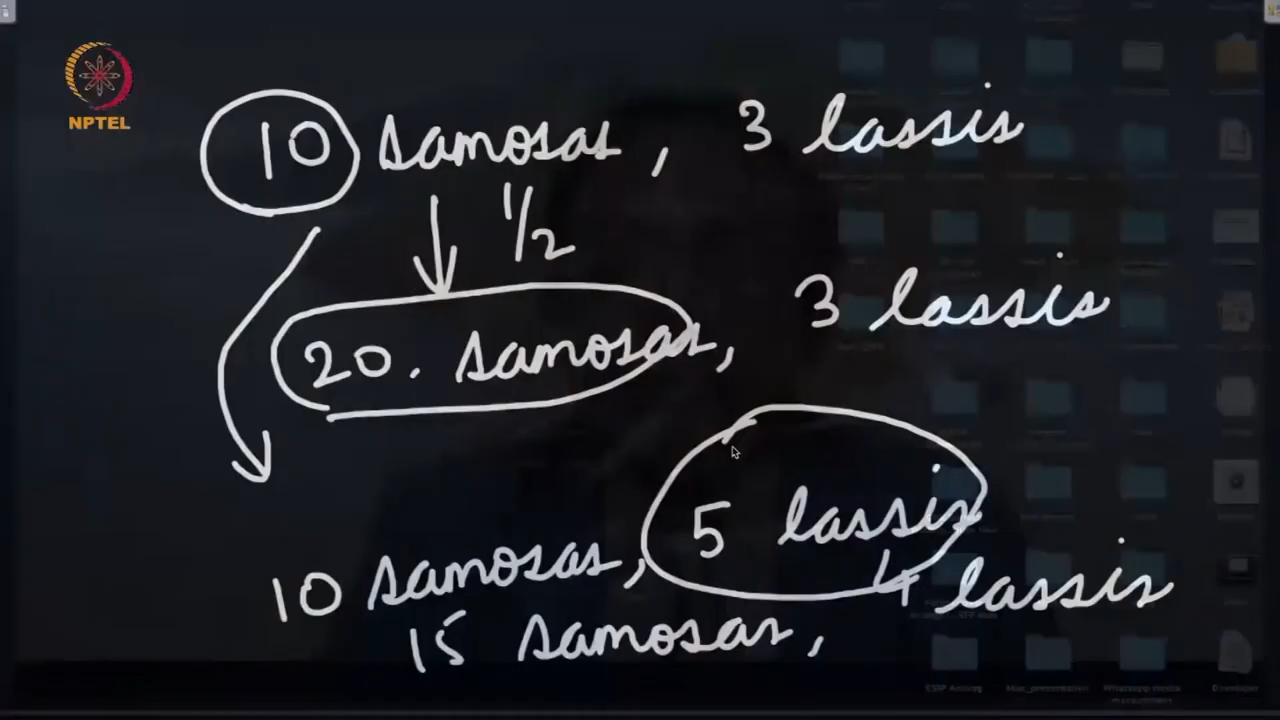 NPTEL
10 samosas, 3 lassis
1/2
20. samosas, 3 lassis
10 samosas, 5 lassis
15 samosas, 4 lassis